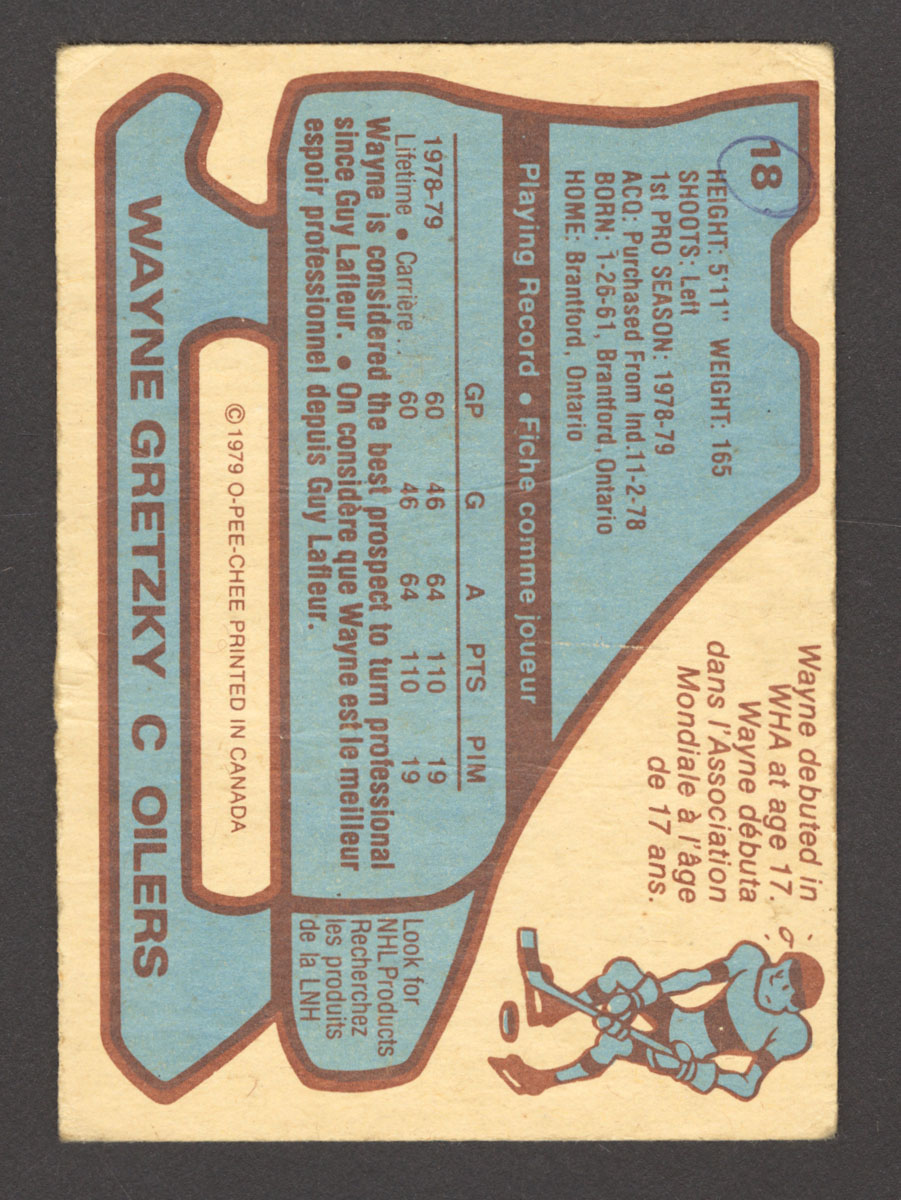 18
HEIGHT: 5'11" WEIGHT: 165
SHOOTS: Left
1st PRO SEASON: 1978-79
ACQ: Purchased From Ind.11-2-78
BORN: 1-26-61, Brantford, Ontario
HOME: Brantford, Ontario
Wayne debuted in
WHA at age 17.
Wayne débuta
dans l'Association
Mondiale à l'âge
de 17 ans.
Playing Record • Fiche comme joueur
GP G A PTS PIM
1978-79 60 46 64 110 19
Lifetime • Carrière.. 60 46 64 110 19
Wayne is considered the best prospect to turn professional
since Guy Lafleur. • On considère que Wayne est le meilleur
espoir professionnel depuis Guy Lafleur.
Look for
NHL Products
Recherchez
les produits
de la LNH
©1979 O-PEE-CHEE PRINTED IN CANADA
WAYNE GRETZKY C OILERS